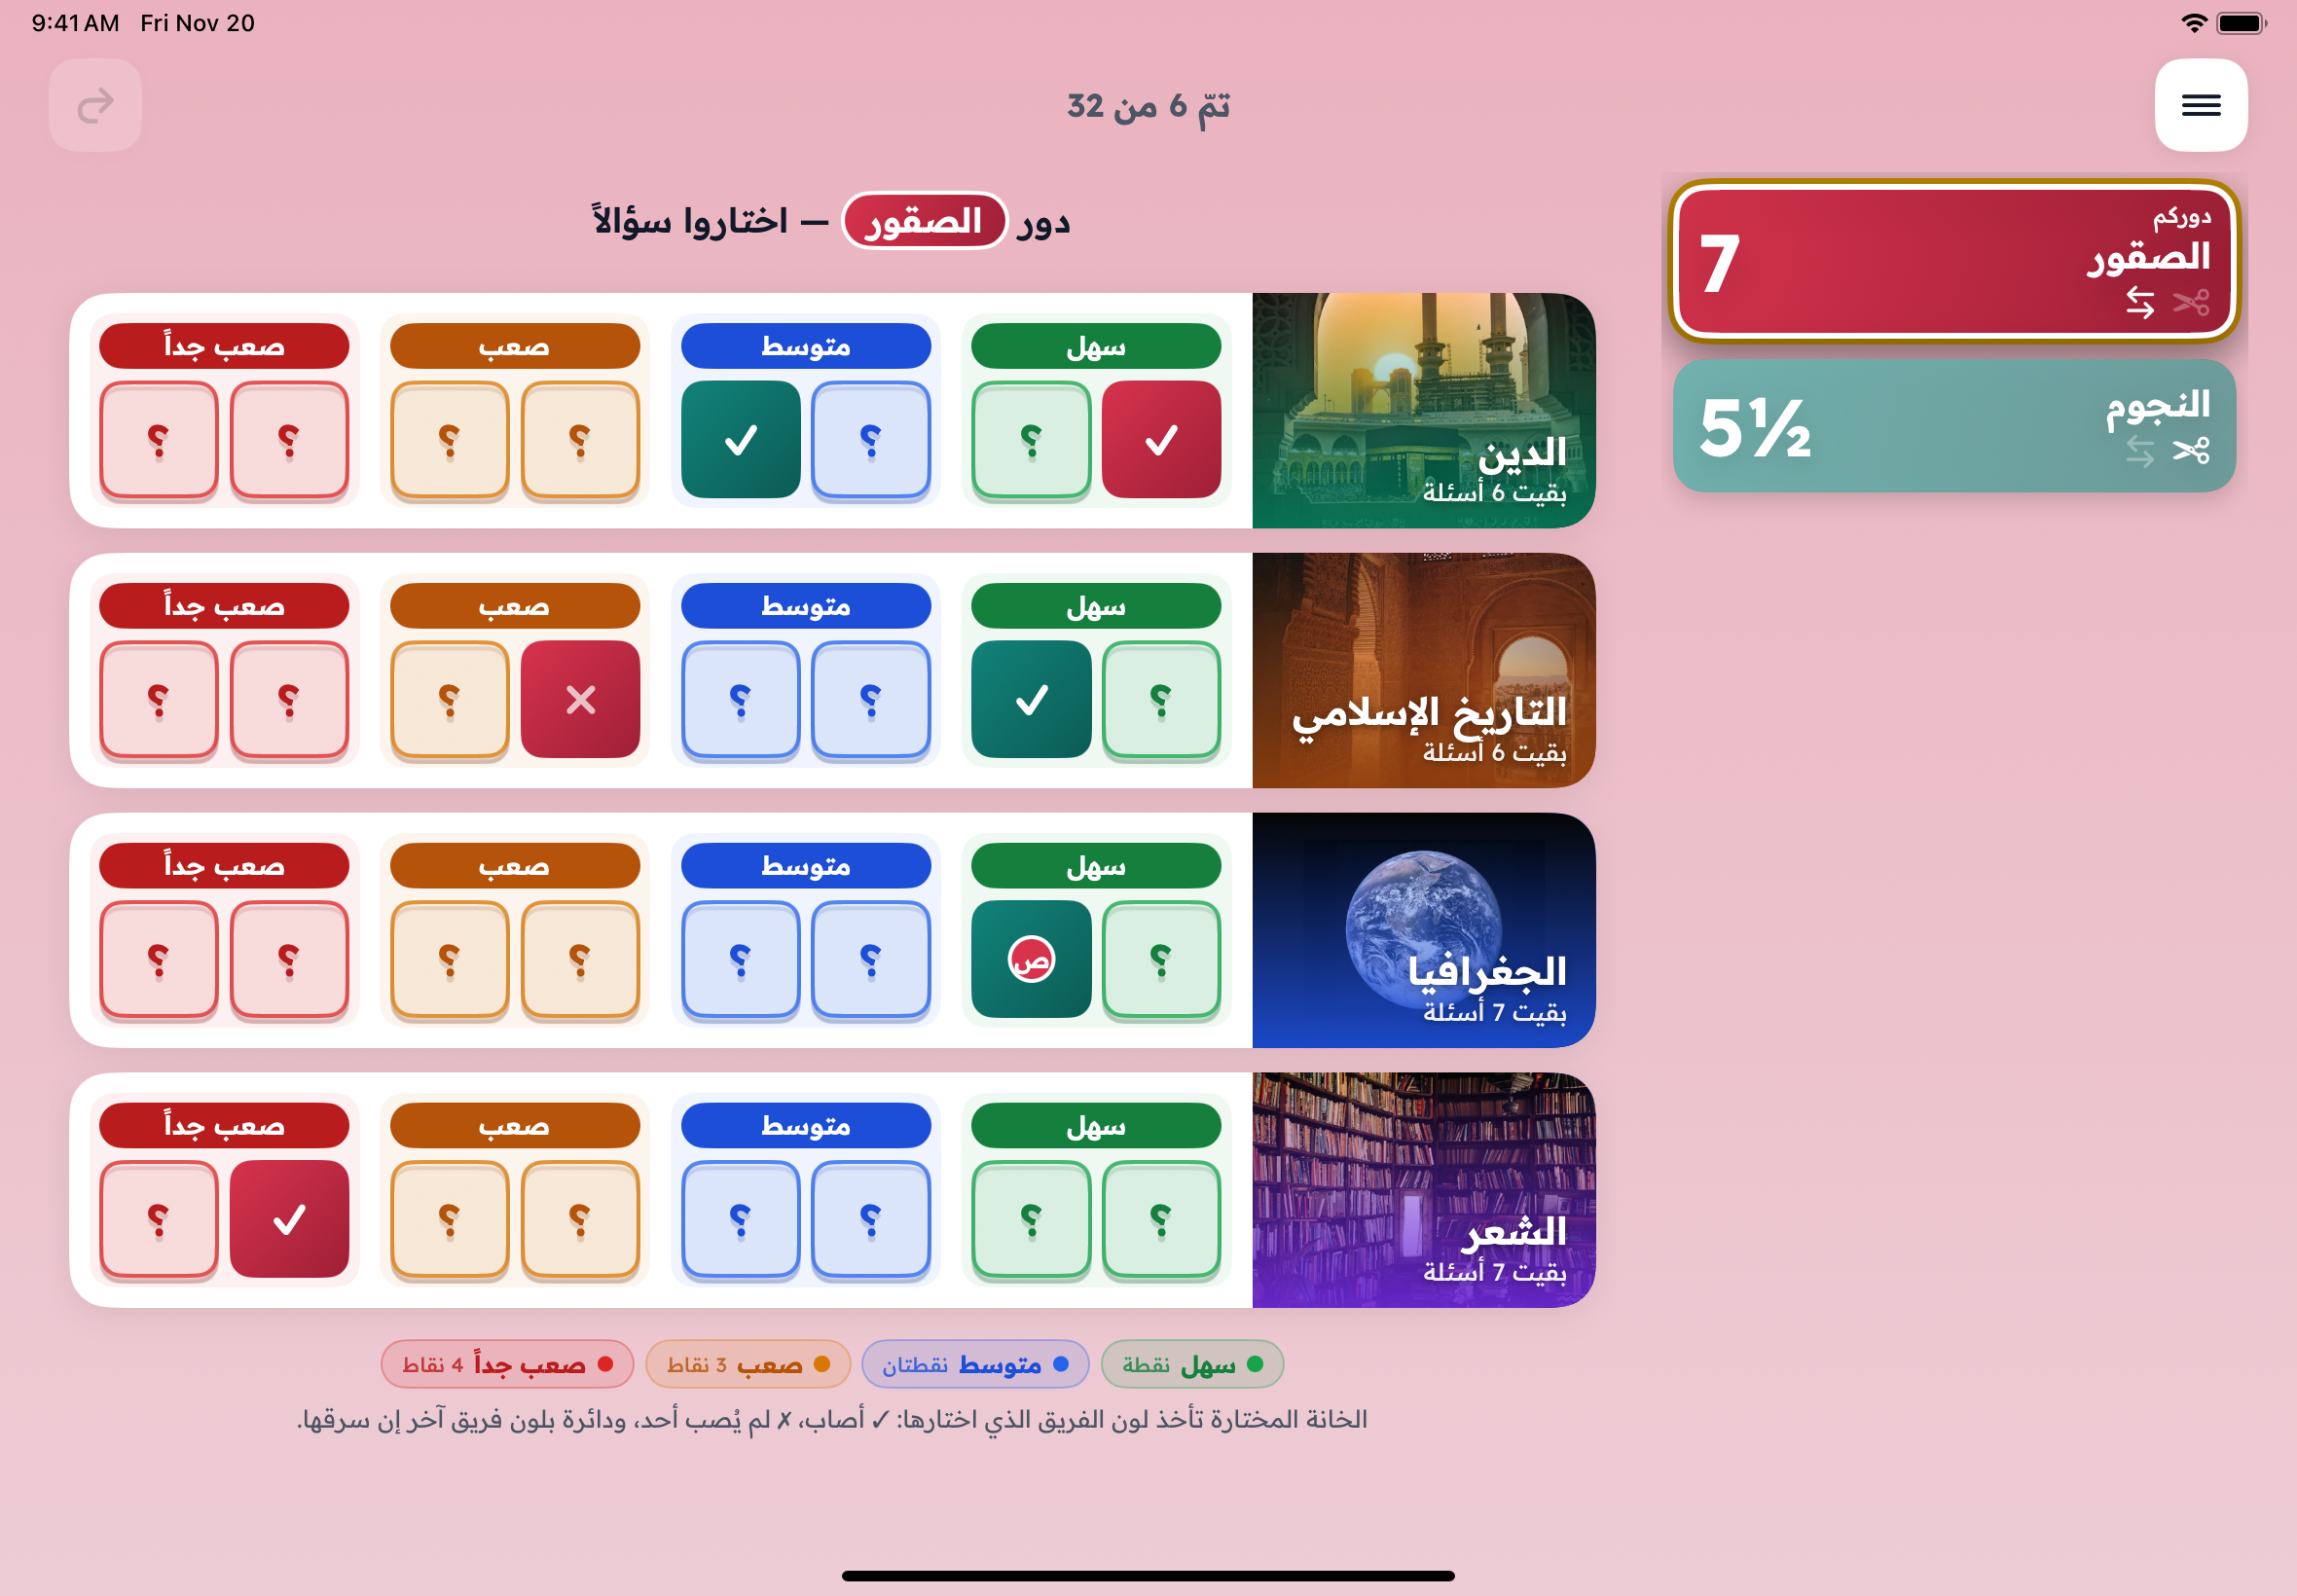 9:41 AM Fri Nov 20
تمّ 6 من 32
دوركم
الصقور
7
النجوم
5½
دور الصقور — اختاروا سؤالاً
الدين
بقيت 6 أسئلة
سهل متوسط صعب صعب جداً
؟ ؟ ؟ ؟ ؟ ؟
التاريخ الإسلامي
بقيت 6 أسئلة
سهل متوسط صعب صعب جداً
؟ ؟ ؟ ؟ ؟ ؟
الجغرافيا
بقيت 7 أسئلة
سهل متوسط صعب صعب جداً
؟ ص ؟ ؟ ؟ ؟ ؟ ؟
الشعر
بقيت 7 أسئلة
سهل متوسط صعب صعب جداً
؟ ؟ ؟ ؟ ؟ ؟ ؟
سهل نقطة متوسط نقطتان صعب 3 نقاط صعب جداً 4 نقاط
الخانة المختارة تأخذ لون الفريق الذي اختارها: ✓ أصاب، ✗ لم يُصب أحد، ودائرة بلون فريق آخر إن سرقها.